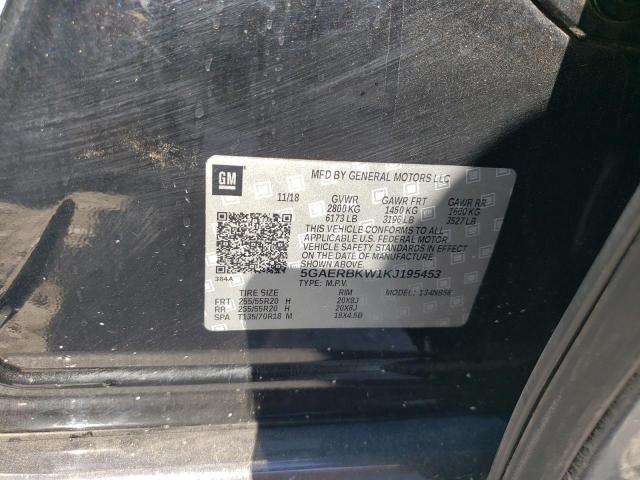 GM
MFD BY GENERAL MOTORS LLC
11/18 GVWR GAWR FRT GAWR RR
2800KG 1450 KG 1600 KG
6173 LB 3196 LB 3527 LB
THIS VEHICLE CONFORMS TO ALL
APPLICABLE U.S. FEDERAL MOTOR
VEHICLE SAFETY STANDARDS IN EFFECT
ON THE DATE OF MANUFACTURE SHOWN ABOVE.
384A 5GAERBKW1KJ195453
TYPE: M.P.V. MODEL: 134NB56
TIRE SIZE RIM
FRT 255/55R20 H 20X8J
RR 255/55R20 H 20X8J
SPA T135/70R18 M 18X4.5B